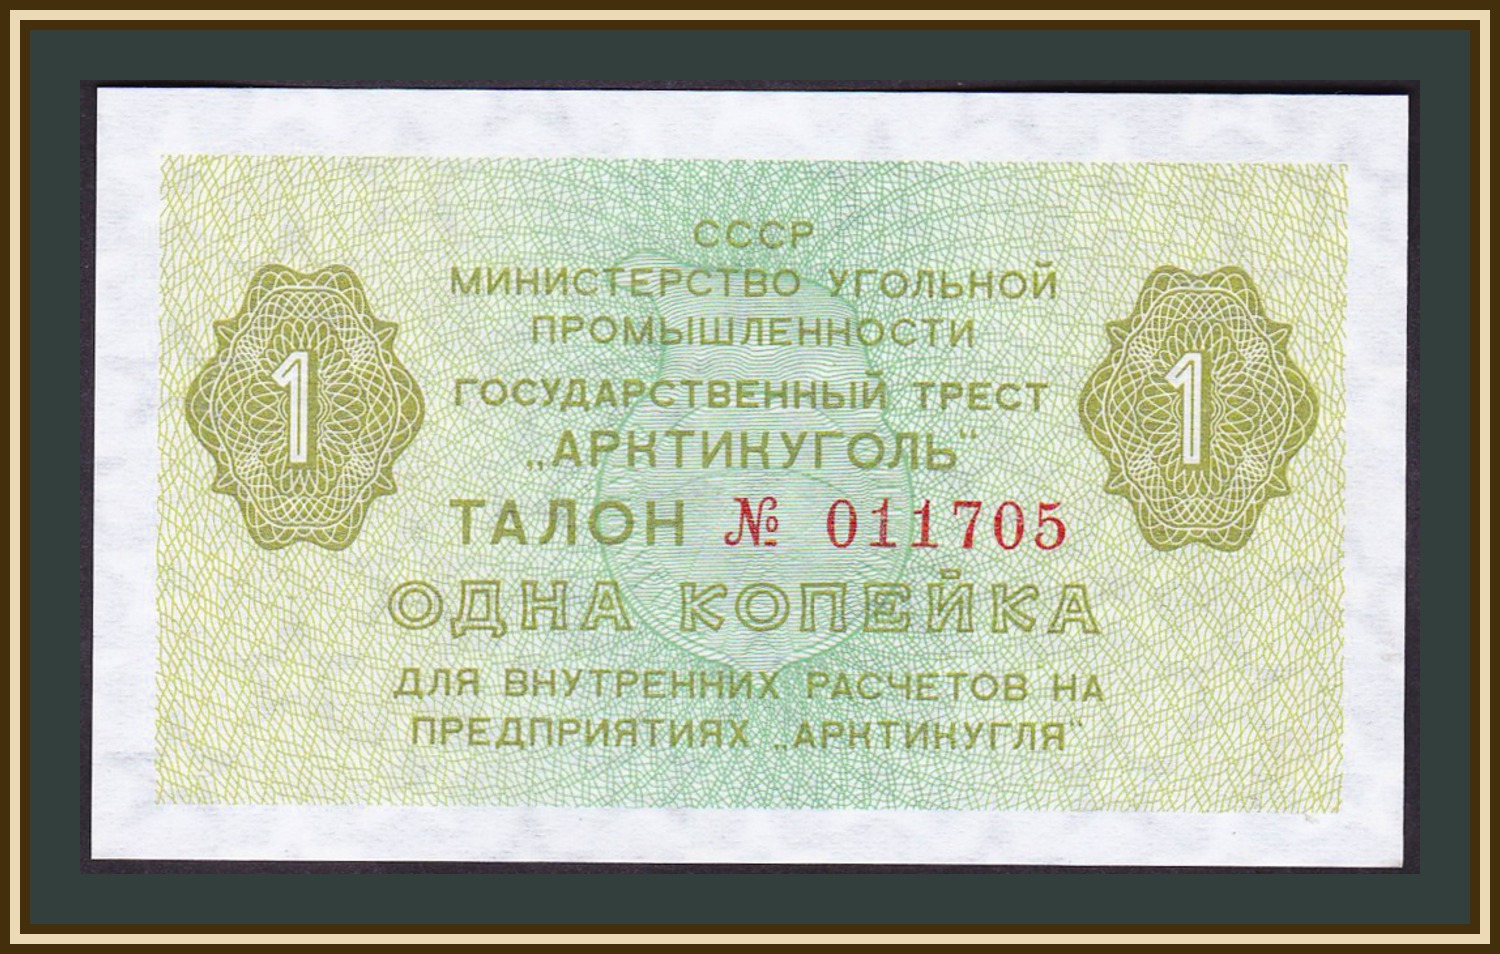 СССР
МИНИСТЕРСТВО УГОЛЬНОЙ
ПРОМЫШЛЕННОСТИ
ГОСУДАРСТВЕННЫЙ ТРЕСТ
„АРКТИКУГОЛЬ“
1 1
ТАЛОН № 011705
ОДНА КОПЕЙКА
ДЛЯ ВНУТРЕННИХ РАСЧЕТОВ НА
ПРЕДПРИЯТИЯХ „АРКТИКУГЛЯ“